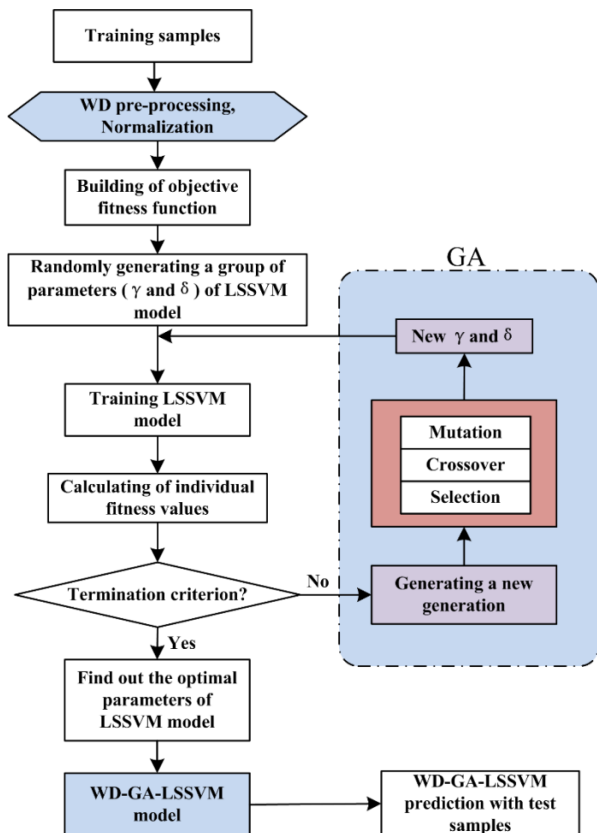 Training samples
WD pre-processing,
Normalization
Building of objective
fitness function
Randomly generating a group of
parameters ( γ and δ ) of LSSVM
model
GA
New γ and δ
Training LSSVM
model
Mutation
Crossover
Selection
Calculating of individual
fitness values
Termination criterion?
No
Generating a new
generation
Yes
Find out the optimal
parameters of
LSSVM model
WD-GA-LSSVM
model
WD-GA-LSSVM
prediction with test
samples